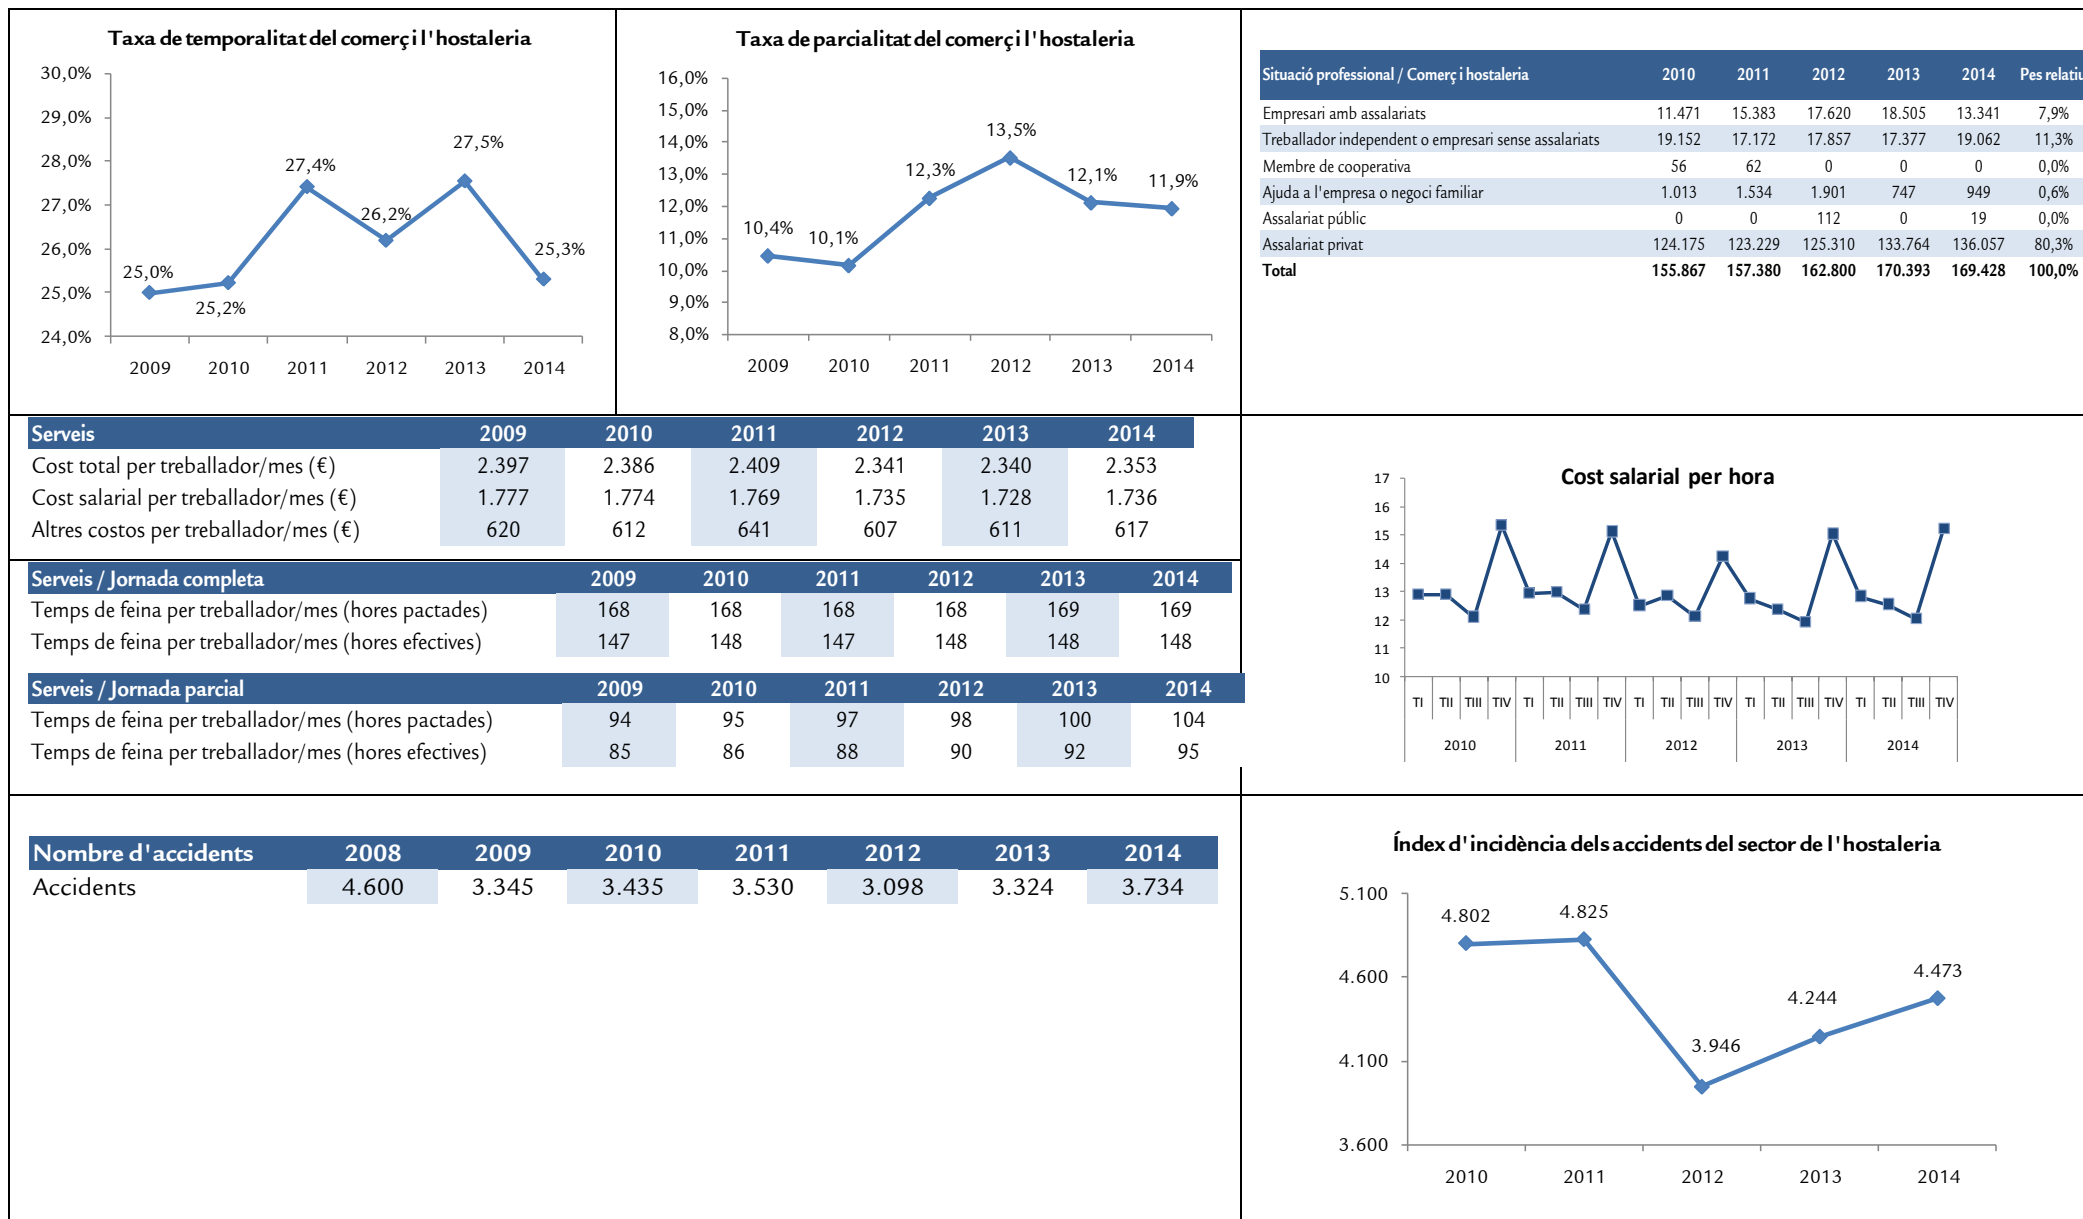 Taxa de temporalitat del comerç i l'hostaleria
30,0%
29,0%
28,0%
27,0%
26,0%
25,0%
24,0%
25,0%
25,2%
27,4%
26,2%
27,5%
25,3%
2009 2010 2011 2012 2013 2014
Taxa de parcialitat del comerç i l'hostaleria
16,0%
15,0%
14,0%
13,0%
12,0%
11,0%
10,0%
9,0%
8,0%
10,4%
10,1%
12,3%
13,5%
12,1%
11,9%
2009 2010 2011 2012 2013 2014
Situació professional / Comerç i hostaleria 2010 2011 2012 2013 2014 Pes relatiu
Empresari amb assalariats 11.471 15.383 17.620 18.505 13.341 7,9%
Treballador independent o empresari sense assalariats 19.152 17.172 17.857 17.377 19.062 11,3%
Membre de cooperativa 56 62 0 0 0 0,0%
Ajuda a l'empresa o negoci familiar 1.013 1.534 1.901 747 949 0,6%
Assalariat públic 0 0 112 0 19 0,0%
Assalariat privat 124.175 123.229 125.310 133.764 136.057 80,3%
Total 155.867 157.380 162.800 170.393 169.428 100,0%
Serveis 2009 2010 2011 2012 2013 2014
Cost total per treballador/mes (€) 2.397 2.386 2.409 2.341 2.340 2.353
Cost salarial per treballador/mes (€) 1.777 1.774 1.769 1.735 1.728 1.736
Altres costos per treballador/mes (€) 620 612 641 607 611 617
Serveis / Jornada completa 2009 2010 2011 2012 2013 2014
Temps de feina per treballador/mes (hores pactades) 168 168 168 168 169 169
Temps de feina per treballador/mes (hores efectives) 147 148 147 148 148 148
Serveis / Jornada parcial 2009 2010 2011 2012 2013 2014
Temps de feina per treballador/mes (hores pactades) 94 95 97 98 100 104
Temps de feina per treballador/mes (hores efectives) 85 86 88 90 92 95
Cost salarial per hora
17
16
15
14
13
12
11
10
TI TII TIII TIV TI TII TIII TIV TI TII TIII TIV TI TII TIII TIV TI TII TIII TIV
2010 2011 2012 2013 2014
Nombre d'accidents 2008 2009 2010 2011 2012 2013 2014
Accidents 4.600 3.345 3.435 3.530 3.098 3.324 3.734
Índex d'incidència dels accidents del sector de l'hostaleria
5.100
4.600
4.100
3.600
4.802
4.825
3.946
4.244
4.473
2010 2011 2012 2013 2014